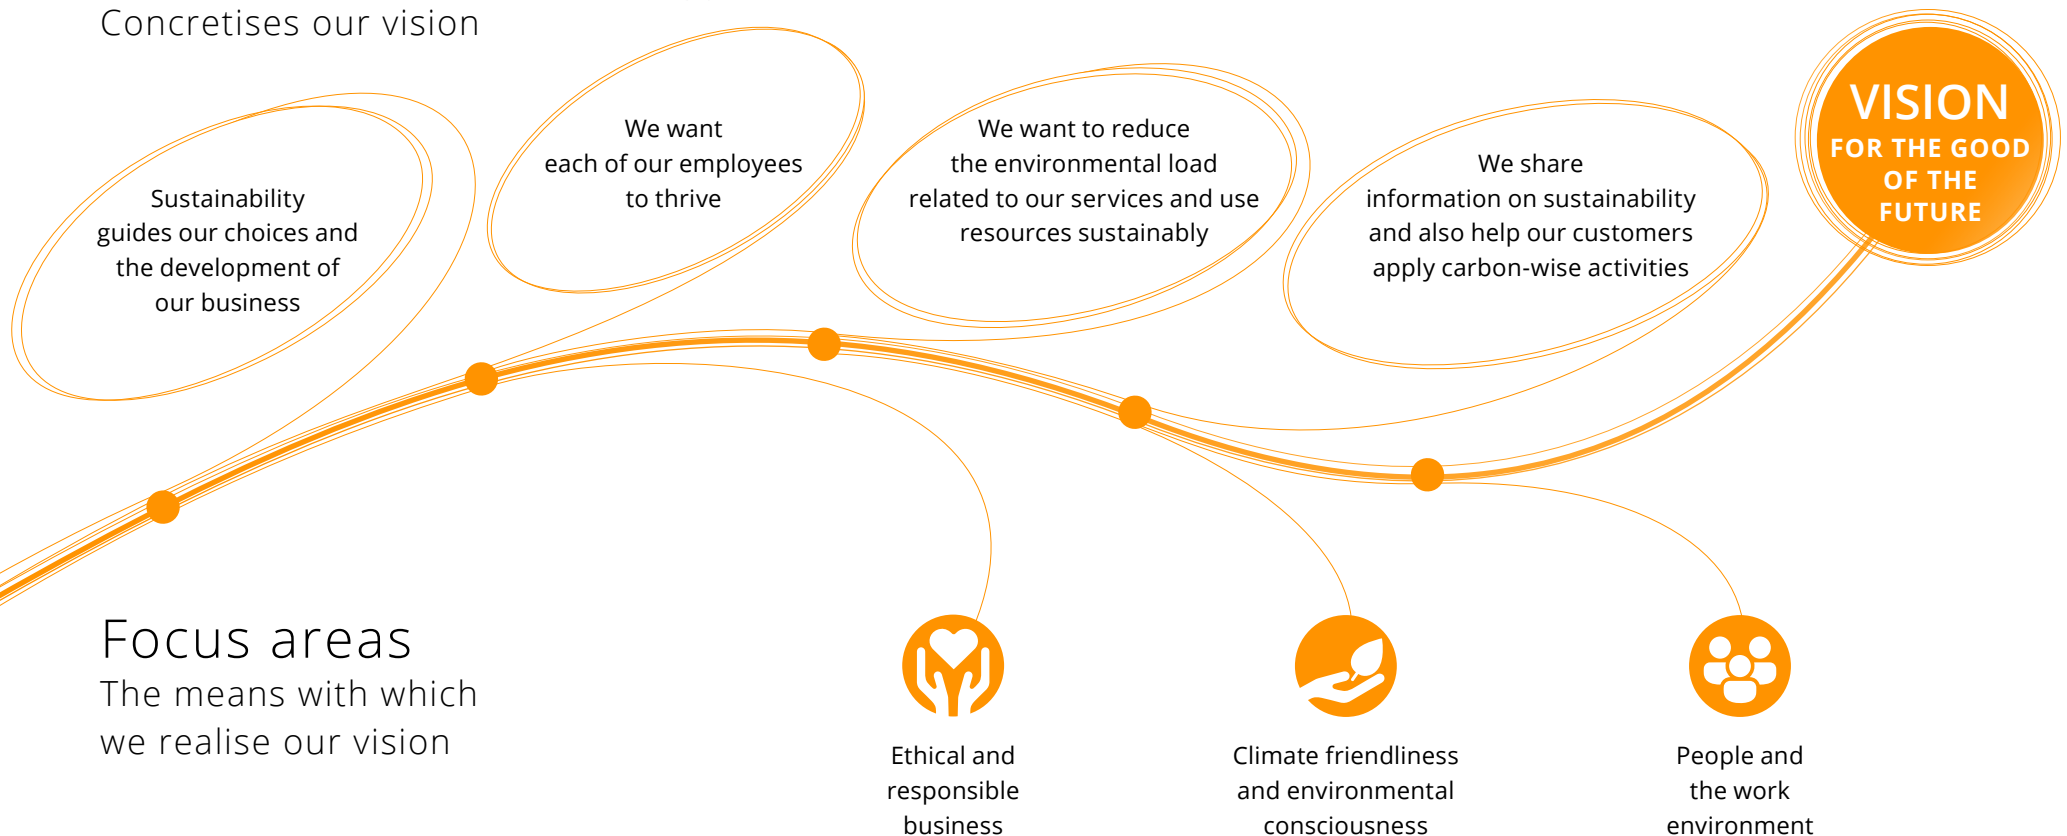 Concretises our vision
Sustainability
guides our choices and
the development of
our business
We want
each of our employees
to thrive
We want to reduce
the environmental load
related to our services and use
resources sustainably
We share
information on sustainability
and also help our customers
apply carbon-wise activities
VISION
FOR THE GOOD
OF THE
FUTURE
Focus areas
The means with which
we realise our vision
Ethical and
responsible
business
Climate friendliness
and environmental
consciousness
People and
the work
environment